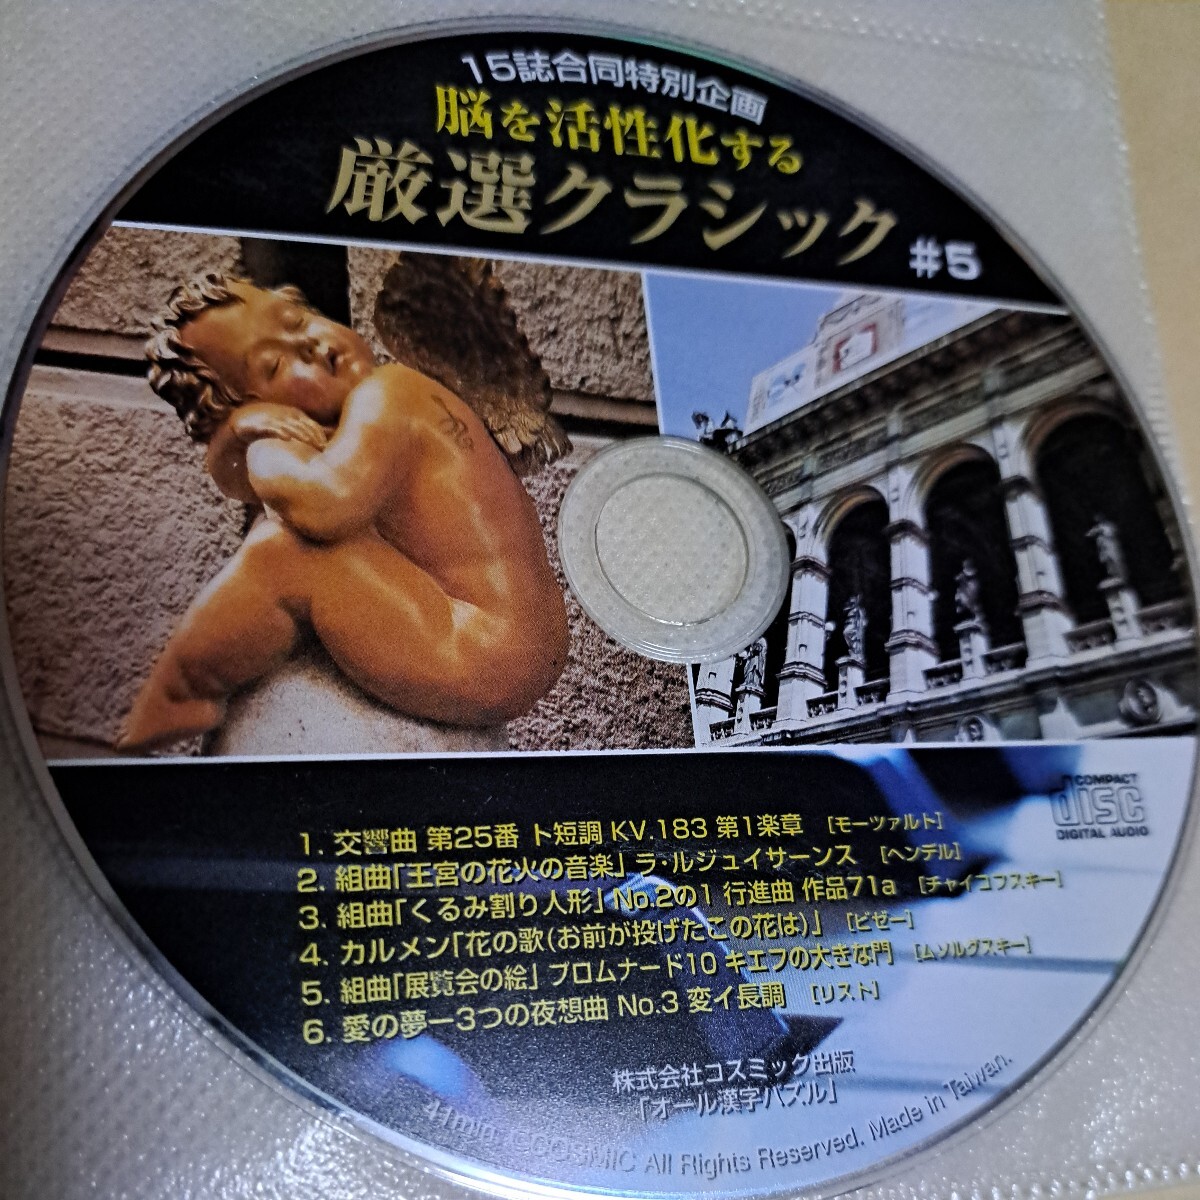 15誌合同特別企画
脳を活性化する
厳選クラシック #5
COMPACT
disc
DIGITAL AUDIO
1. 交響曲 第25番 ト短調 KV.183 第1楽章 [モーツァルト]
2. 組曲「王宮の花火の音楽」ラ・ルジュイサーンス [ヘンデル]
3. 組曲「くるみ割り人形」No.2の1 行進曲 作品71a [チャイコフスキー]
4. カルメン「花の歌(お前が投げたこの花は)」 [ビゼー]
5. 組曲「展覧会の絵」プロムナード10 キエフの大きな門 [ムソルグスキー]
6. 愛の夢ー3つの夜想曲 No.3 変イ長調 [リスト]
株式会社コスミック出版
「オール漢字パズル」
41min ©COSMIC All Rights Reserved. Made in Taiwan.